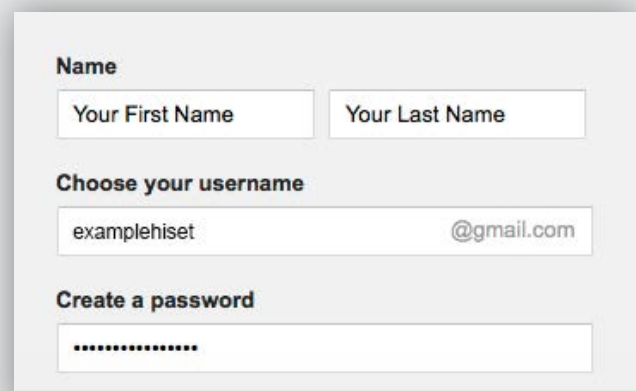 Name
Your First Name Your Last Name
Choose your username
examplehiset @gmail.com
Create a password
••••••••••••••••